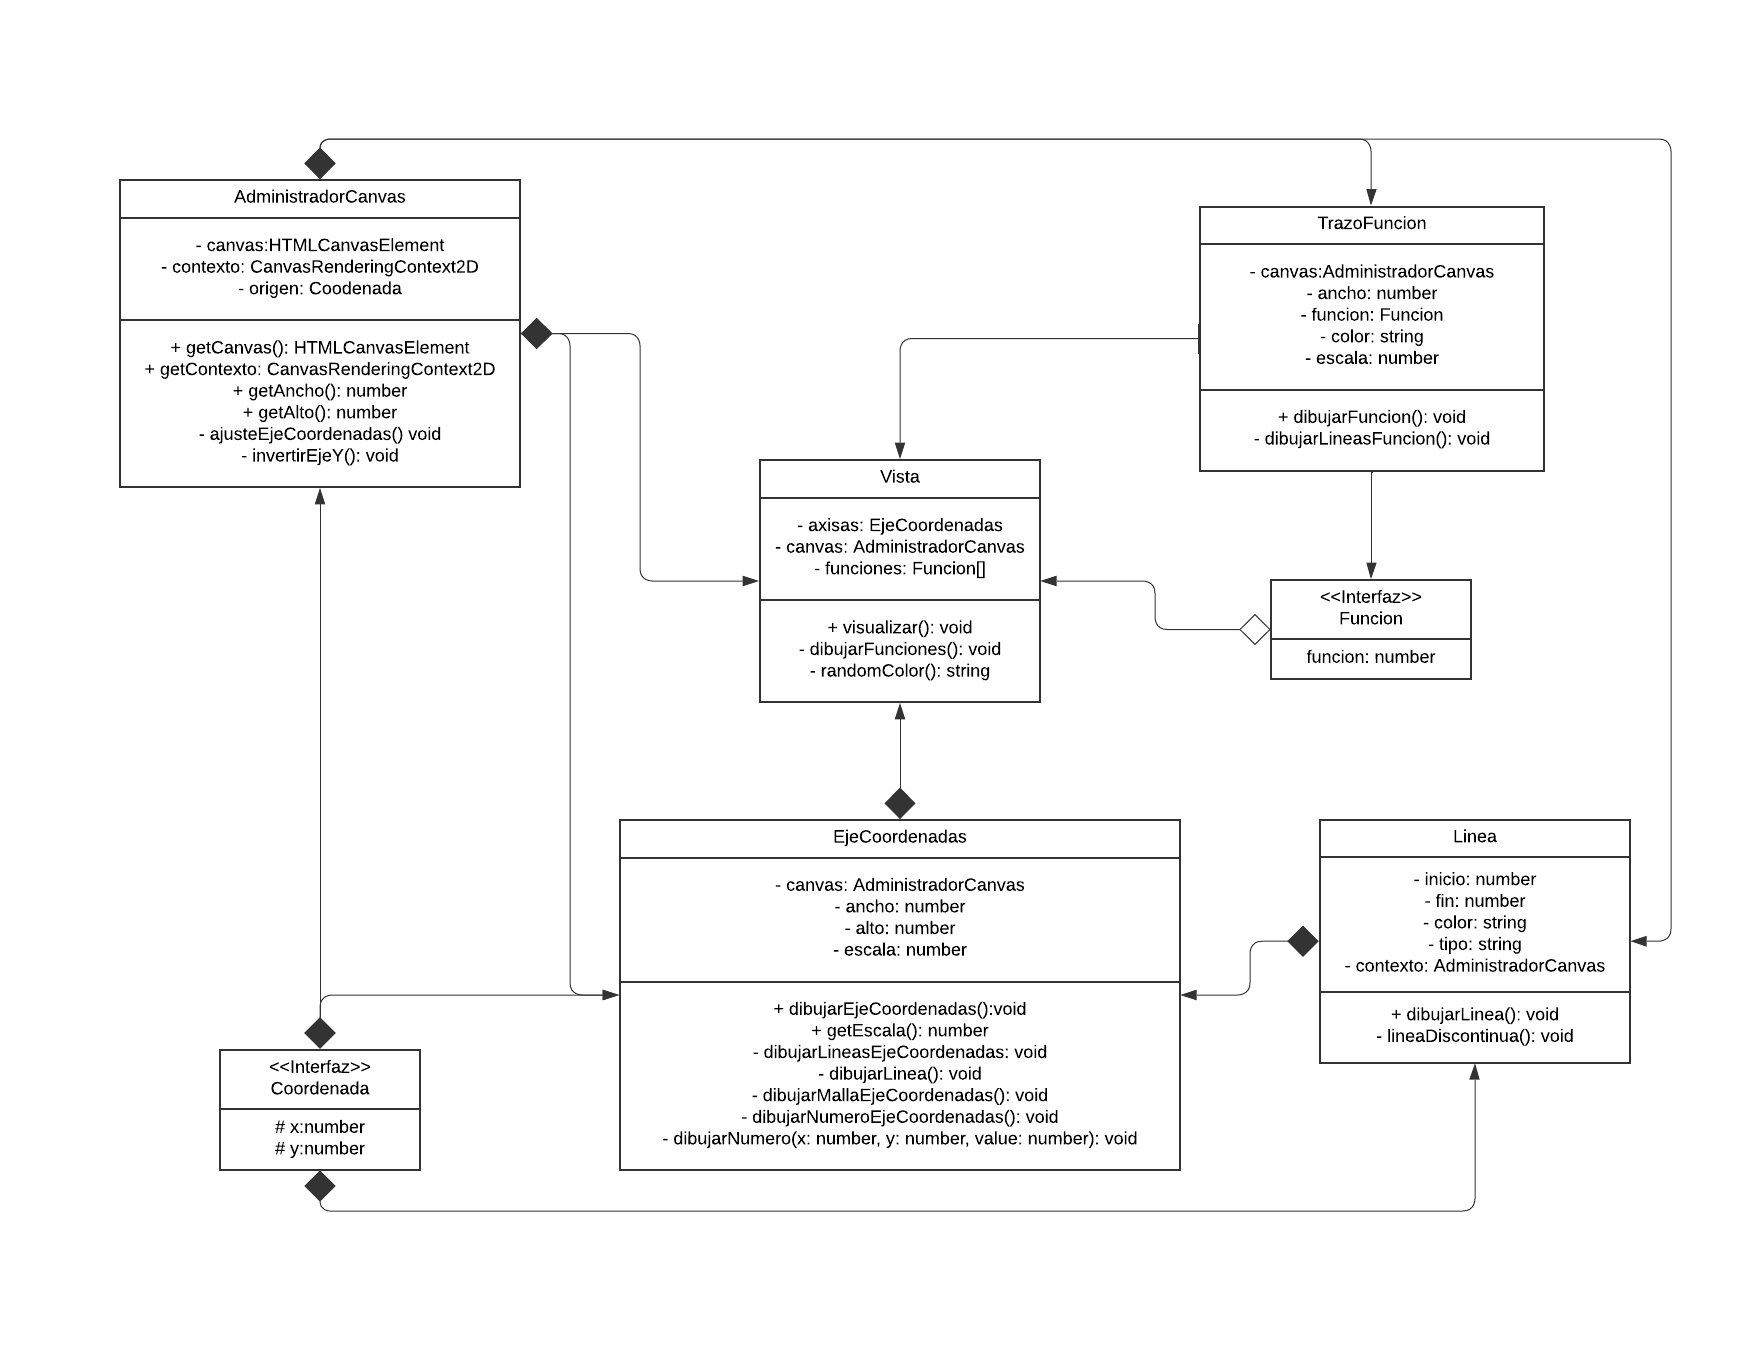 AdministradorCanvas
- canvas:HTMLCanvasElement
- contexto: CanvasRenderingContext2D
- origen: Coodenada
+ getCanvas(): HTMLCanvasElement
+ getContexto: CanvasRenderingContext2D
+ getAncho(): number
+ getAlto(): number
- ajusteEjeCoordenadas() void
- invertirEjeY(): void
TrazoFuncion
- canvas:AdministradorCanvas
- ancho: number
- funcion: Funcion
- color: string
- escala: number
+ dibujarFuncion(): void
- dibujarLineasFuncion(): void
Vista
- axisas: EjeCoordenadas
- canvas: AdministradorCanvas
- funciones: Funcion[]
+ visualizar(): void
- dibujarFunciones(): void
- randomColor(): string
<<Interfaz>>
Funcion
funcion: number
EjeCoordenadas
- canvas: AdministradorCanvas
- ancho: number
- alto: number
- escala: number
+ dibujarEjeCoordenadas():void
+ getEscala(): number
- dibujarLineasEjeCoordenadas: void
- dibujarLinea(): void
- dibujarMallaEjeCoordenadas(): void
- dibujarNumeroEjeCoordenadas(): void
- dibujarNumero(x: number, y: number, value: number): void
Linea
- inicio: number
- fin: number
- color: string
- tipo: string
- contexto: AdministradorCanvas
+ dibujarLinea(): void
- lineaDiscontinua(): void
<<Interfaz>>
Coordenada
# x:number
# y:number